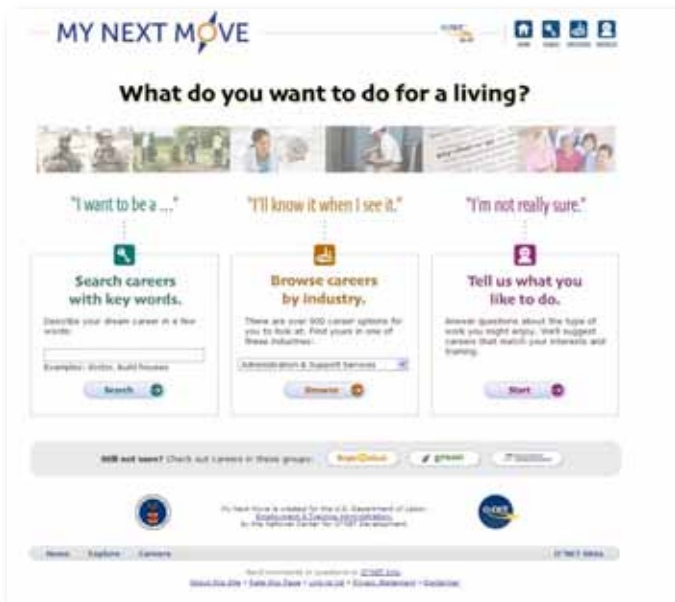 MY NEXT MOVE
What do you want to do for a living?
"I want to be a ..."
"I'll know it when I see it."
"I'm not really sure."
Search careers
with key words.
Describe your dream career in a few
words:
Examples: doctor, build houses
Search
Browse careers
by industry.
There are over 900 career options for
you to look at. Find yours in one of
these industries:
Administration & Support Services
Browse
Tell us what you
like to do.
Answer questions about the type of
work you might enjoy. We'll suggest
careers that match your interests and
training.
Start
Still not sure? Check out careers in these groups:
green
My Next Move is created for the U.S. Department of Labor,
Employment & Training Administration,
by the National Center for O*NET Development.
Home Explore Careers
O*NET Sites